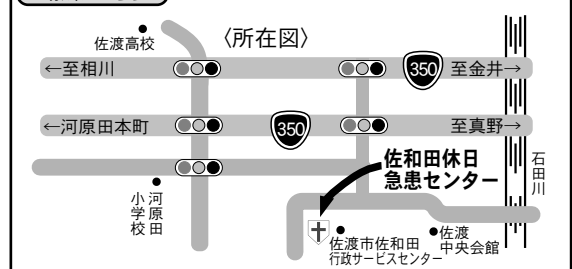 〈所在図〉
佐渡高校
←至相川
350
至金井→
←河原田本町
350
至真野→
佐和田休日
急患センター
石田川
河原田
小学校
佐渡市佐和田
行政サービスセンター
佐渡
中央会館